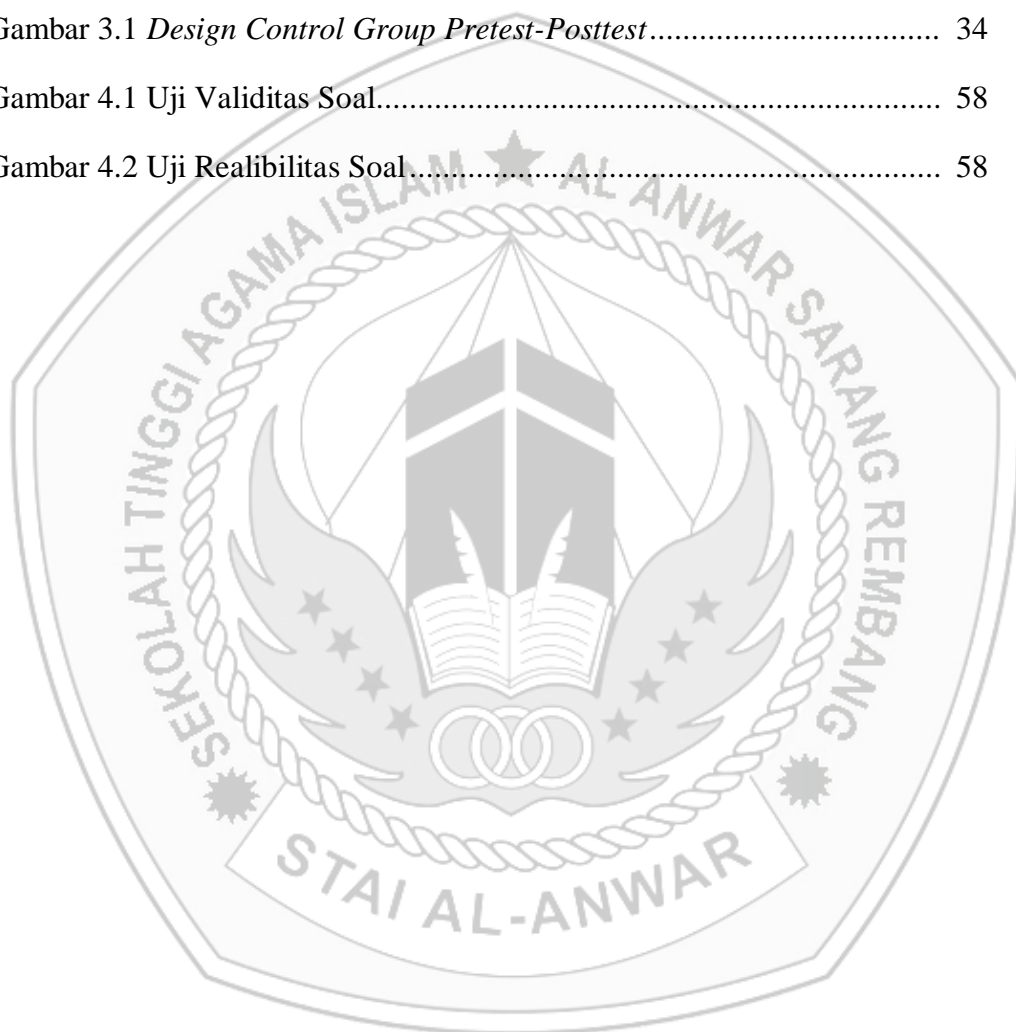 Gambar 3.1 Design Control Group Pretest-Posttest.................................. 34
Gambar 4.1 Uji Validitas Soal.................................................................. 58
Gambar 4.2 Uji Realibilitas Soal.............................................................. 58
SEKOLAH TINGGI AGAMA ISLAM AL ANWAR SARANG REMBANG
STAI AL-ANWAR